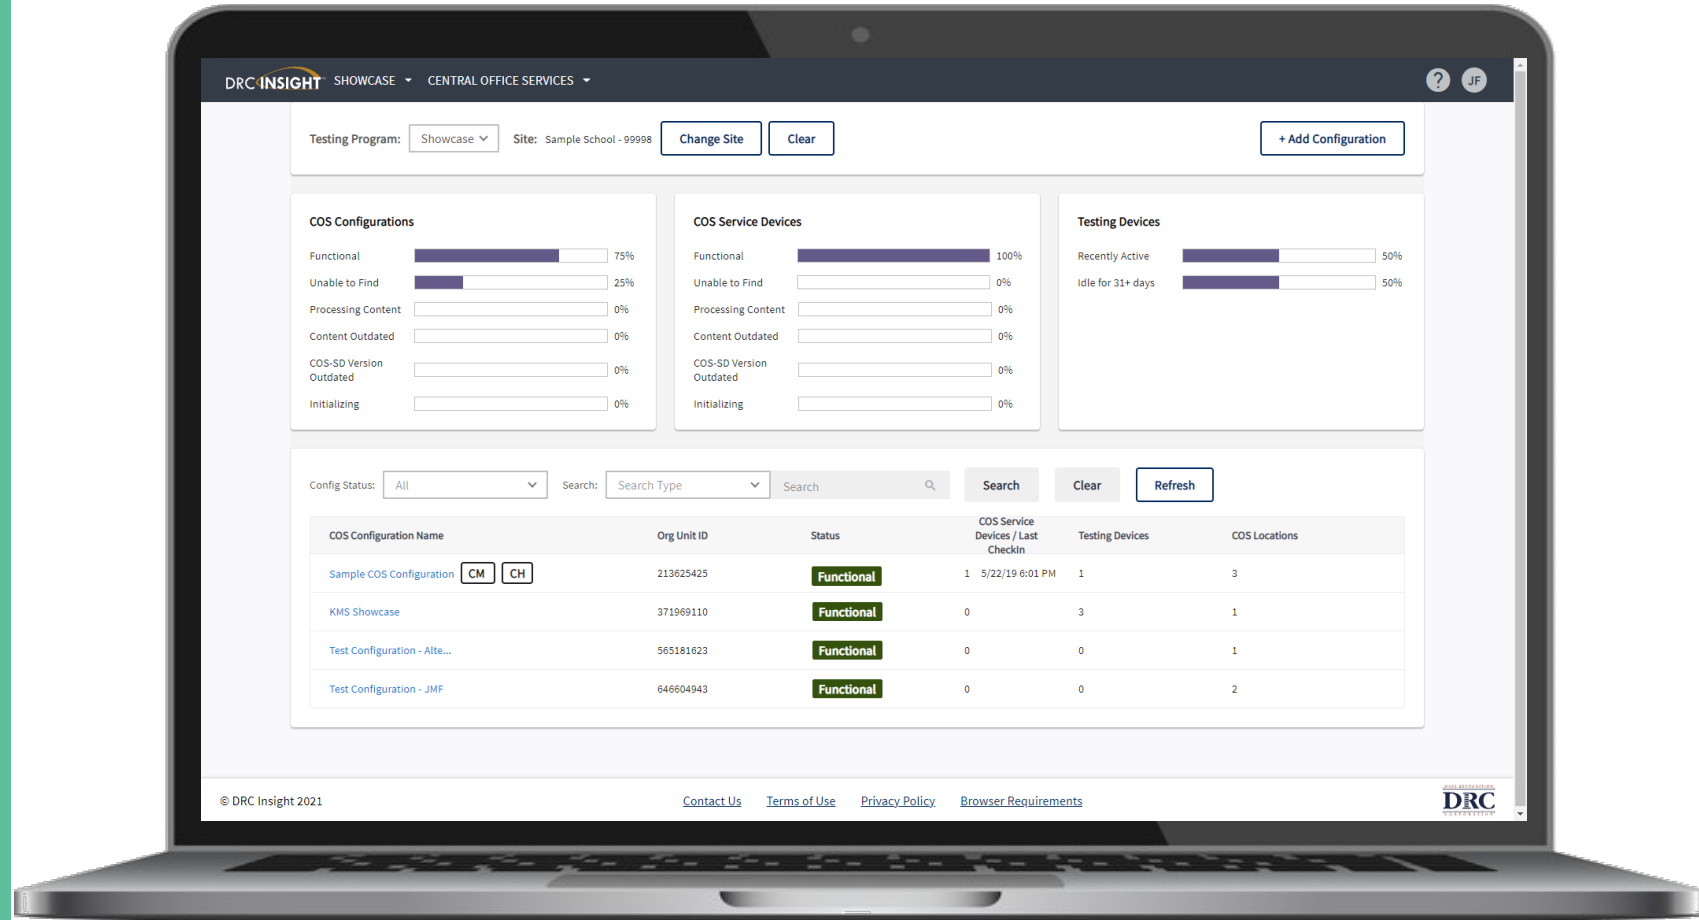 DRC INSIGHT SHOWCASE CENTRAL OFFICE SERVICES ? JF
Testing Program: Showcase Site: Sample School - 99998 Change Site Clear + Add Configuration
COS Configurations
Functional 75%
Unable to Find 25%
Processing Content 0%
Content Outdated 0%
COS-SD Version
Outdated 0%
Initializing 0%
COS Service Devices
Functional 100%
Unable to Find 0%
Processing Content 0%
Content Outdated 0%
COS-SD Version
Outdated 0%
Initializing 0%
Testing Devices
Recently Active 50%
Idle for 31+ days 50%
Config Status: All Search: Search Type Search Search Clear Refresh
COS Configuration Name Org Unit ID Status COS Service Devices / Last CheckIn Testing Devices COS Locations
Sample COS Configuration CM CH 213625425 Functional 1 5/22/19 6:01 PM 1 3
KMS Showcase 371969110 Functional 0 3 1
Test Configuration - Alte... 565181623 Functional 0 0 1
Test Configuration - JMF 646604943 Functional 0 0 2
© DRC Insight 2021 Contact Us Terms of Use Privacy Policy Browser Requirements
DATA RECOGNITION
DRC
CORPORATION